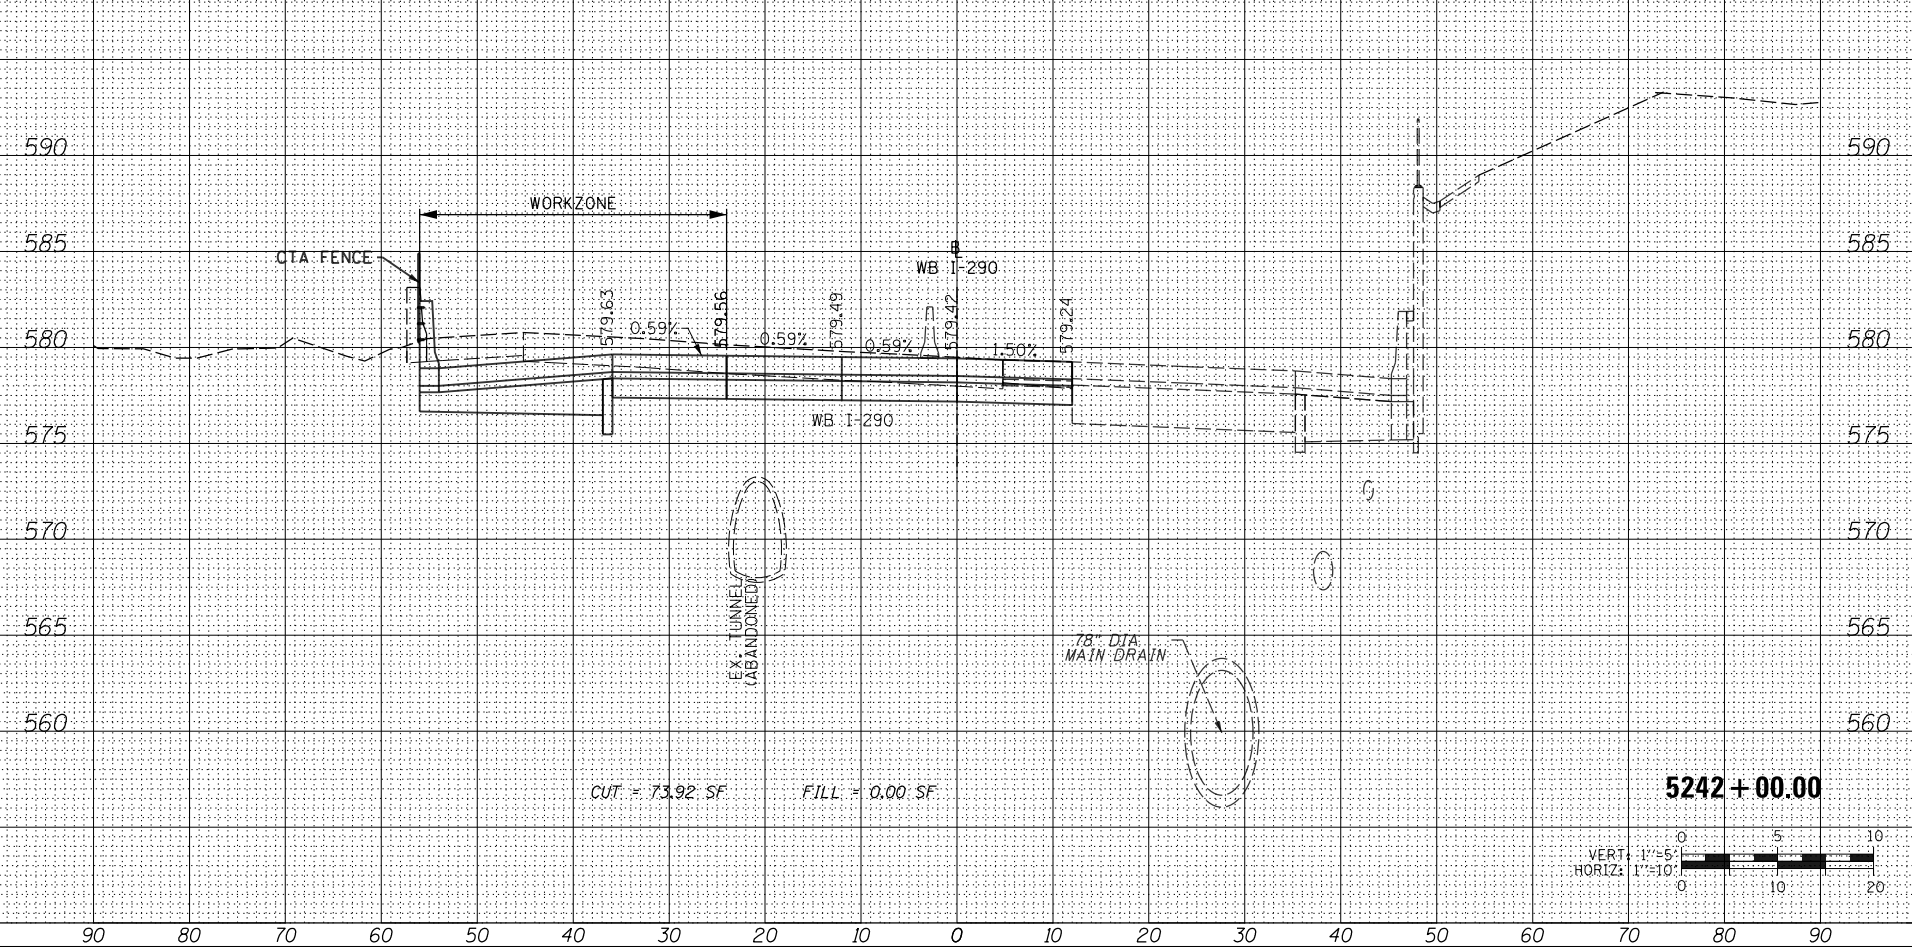 590 590
WORKZONE
585 585
CTA FENCE
WB I-290
579.63 579.56 579.49 579.42 579.24
580 0.59% 0.59% 0.59% 1.50% 580
WB I-290
575 575
570 570
EX. TUNNEL
(ABANDONED)
565 565
78" DIA
MAIN DRAIN
560 560
CUT = 73.92 SF FILL = 0.00 SF
5242+00.00
0 5 10
VERT: 1"=5'
HORIZ: 1"=10'
0 10 20
90 80 70 60 50 40 30 20 10 0 10 20 30 40 50 60 70 80 90